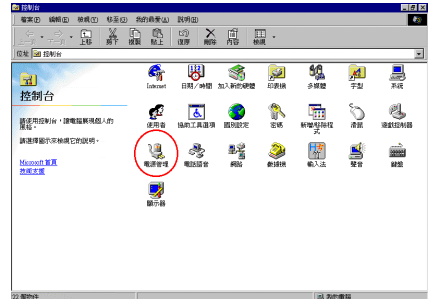 控制台
檔案(F) 編輯(E) 檢視(V) 移至(G) 我的最愛(A) 說明(H)
上移 剪下 複製 貼上 復原 刪除 內容 檢視
位址 控制台
控制台
請使用控制台，讓電腦展現個人的風格。
請選擇圖示來檢視它的說明。
Microsoft 首頁
技術支援
Internet 日期/時間 加入新的硬體 印表機 多媒體 字型 系統
使用者 協助工具選項 國別設定 密碼 新增/移除程式 滑鼠 遊戲控制器
電源管理 電話語音 網路 數據機 輸入法 聲音 鍵盤
顯示器
22 個物件 我的電腦